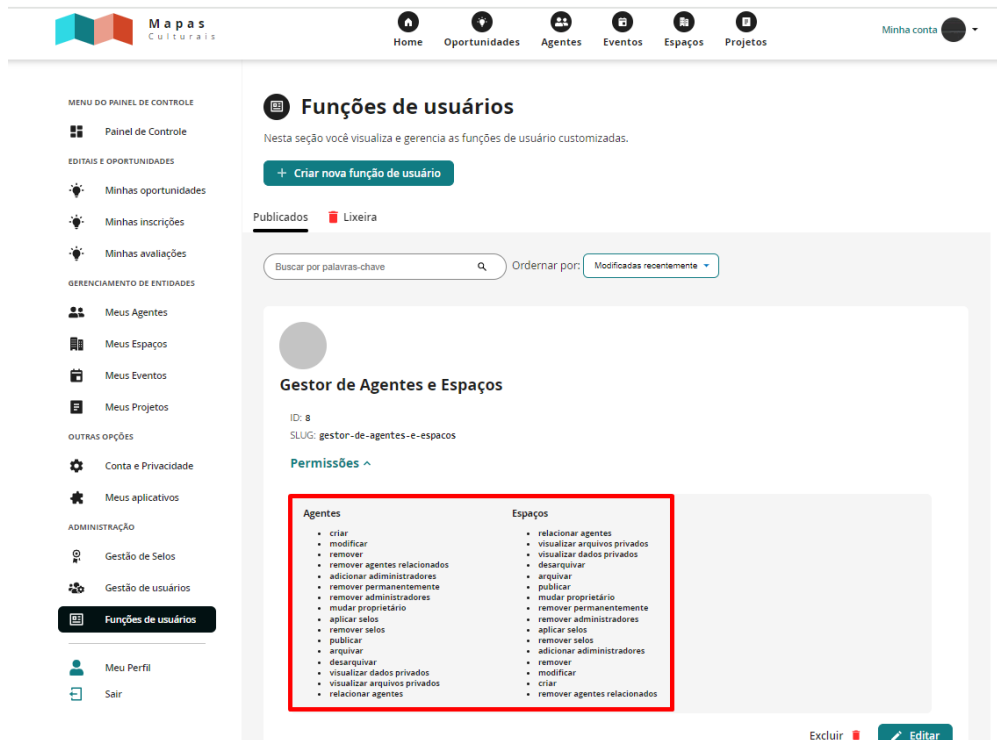 Mapas
Culturais
Home
Oportunidades
Agentes
Eventos
Espaços
Projetos
Minha conta
MENU DO PAINEL DE CONTROLE
Painel de Controle
EDITAIS E OPORTUNIDADES
Minhas oportunidades
Minhas inscrições
Minhas avaliações
GERENCIAMENTO DE ENTIDADES
Meus Agentes
Meus Espaços
Meus Eventos
Meus Projetos
OUTRAS OPÇÕES
Conta e Privacidade
Meus aplicativos
ADMINISTRAÇÃO
Gestão de Selos
Gestão de usuários
Funções de usuários
Meu Perfil
Sair
Funções de usuários
Nesta seção você visualiza e gerencia as funções de usuário customizadas.
+ Criar nova função de usuário
Publicados
Lixeira
Buscar por palavras-chave
Ordernar por:
Modificadas recentemente
Gestor de Agentes e Espaços
ID: 8
SLUG: gestor-de-agentes-e-espacos
Permissões
Agentes
• criar
• modificar
• remover
• remover agentes relacionados
• adicionar adiministradores
• remover permanentemente
• remover administradores
• mudar proprietário
• aplicar selos
• remover selos
• publicar
• arquivar
• desarquivar
• visualizar dados privados
• visualizar arquivos privados
• relacionar agentes
Espaços
• relacionar agentes
• visualizar arquivos privados
• visualizar dados privados
• desarquivar
• arquivar
• publicar
• mudar proprietário
• remover permanentemente
• remover administradores
• aplicar selos
• remover selos
• adicionar adiministradores
• remover
• modificar
• criar
• remover agentes relacionados
Excluir
Editar